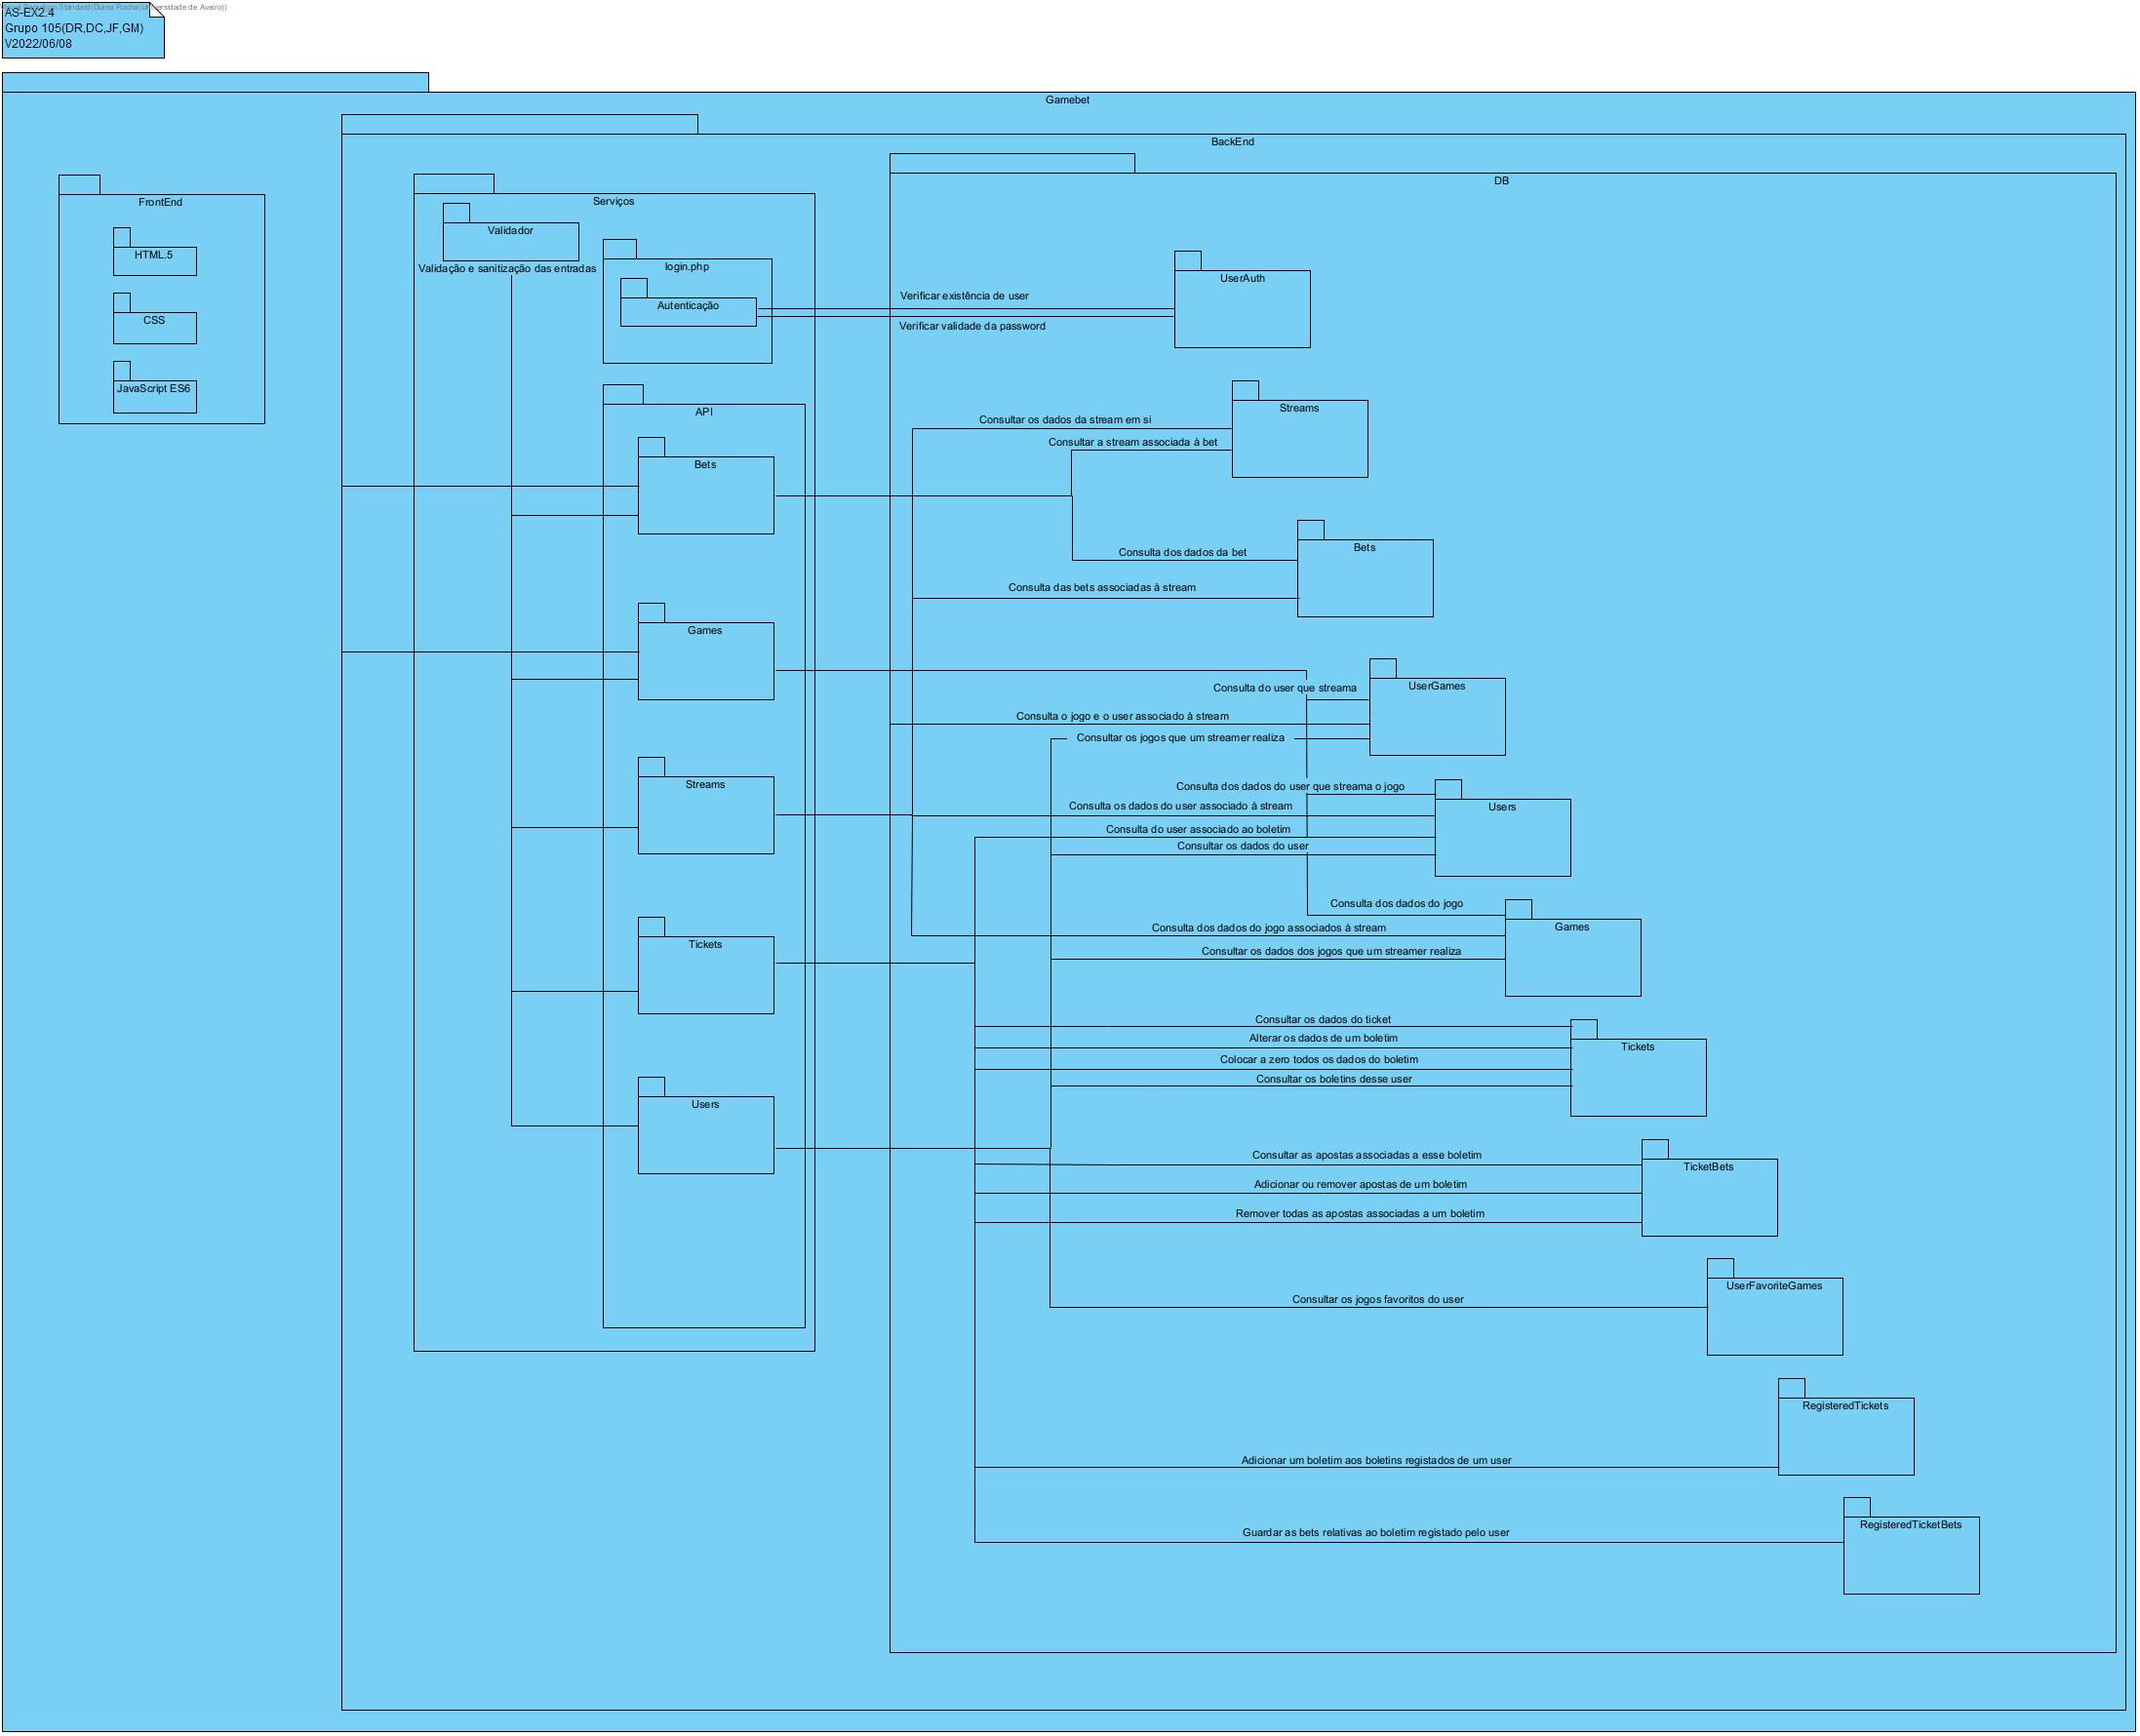 AS-EX2.4
Grupo 105(DR,DC,JF,GM)
V2022/06/08
Gamebet
BackEnd
DB
FrontEnd
HTML.5
CSS
JavaScript ES6
Serviços
Validador
Validação e sanitização das entradas
login.php
Autenticação
Verificar existência de user
Verificar validade da password
UserAuth
API
Bets
Games
Streams
Tickets
Users
Consultar os dados da stream em si
Consultar a stream associada à bet
Streams
Consulta dos dados da bet
Consulta das bets associadas à stream
Bets
Consulta do user que streama
Consulta o jogo e o user associado à stream
Consultar os jogos que um streamer realiza
UserGames
Consulta dos dados do user que streama o jogo
Consulta os dados do user associado à stream
Consulta do user associado ao boletim
Consultar os dados do user
Users
Consulta dos dados do jogo
Consulta dos dados do jogo associados à stream
Consultar os dados dos jogos que um streamer realiza
Games
Consultar os dados do ticket
Alterar os dados de um boletim
Colocar a zero todos os dados do boletim
Consultar os boletins desse user
Tickets
Consultar as apostas associadas a esse boletim
Adicionar ou remover apostas de um boletim
Remover todas as apostas associadas a um boletim
TicketBets
Consultar os jogos favoritos do user
UserFavoriteGames
RegisteredTickets
Adicionar um boletim aos boletins registados de um user
Guardar as bets relativas ao boletim registado pelo user
RegisteredTicketBets